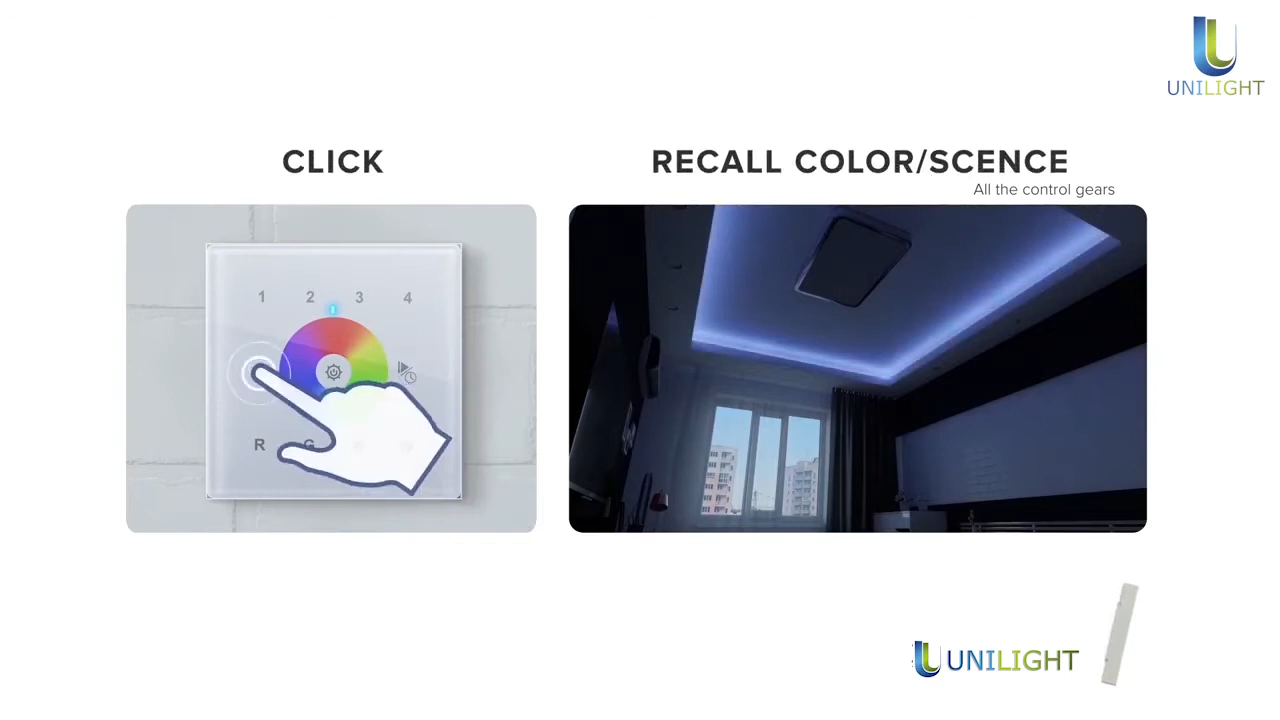 UNILIGHT
CLICK
RECALL COLOR/SCENCE
All the control gears
1 2 3 4
R G
UNILIGHT